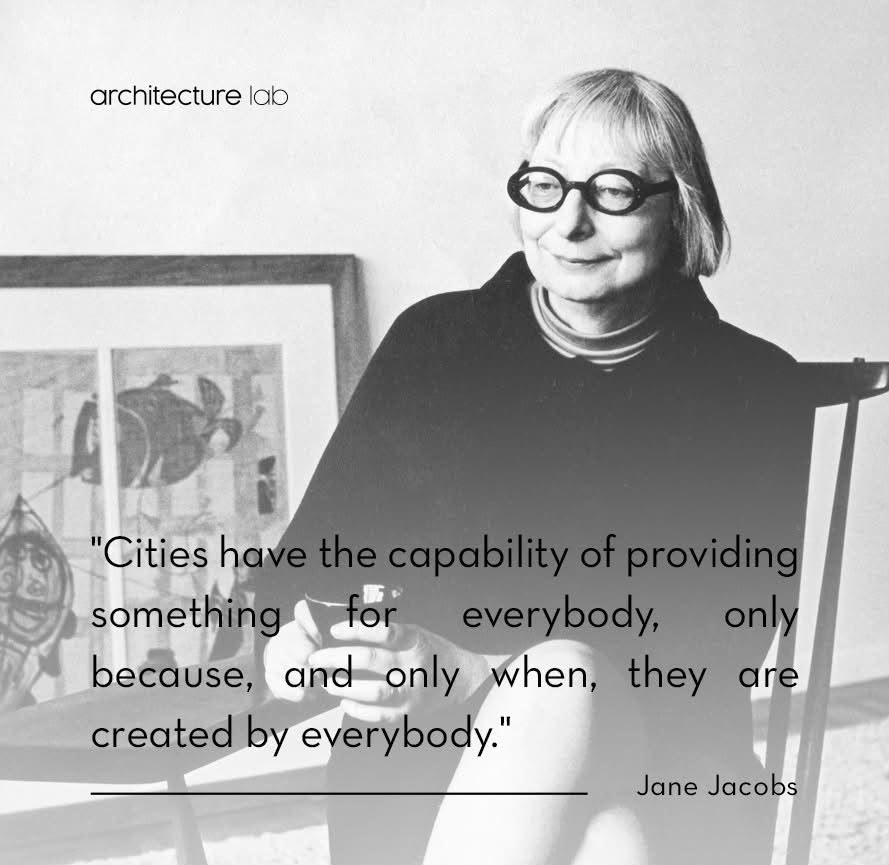 architecture lab
"Cities have the capability of providing
something for everybody, only
because, and only when, they are
created by everybody."
Jane Jacobs